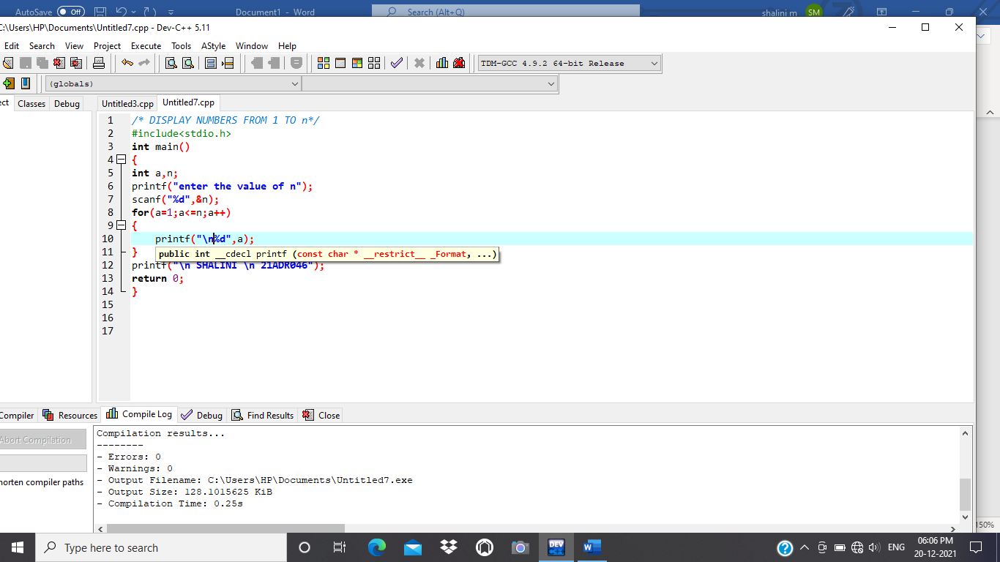 AutoSave Off Document1 - Word Search (Alt+Q) shalini m SM
C:\Users\HP\Documents\Untitled7.cpp - Dev-C++ 5.11
Edit Search View Project Execute Tools AStyle Window Help
TDM-GCC 4.9.2 64-bit Release
(globals)
ect Classes Debug Untitled3.cpp Untitled7.cpp
1 /* DISPLAY NUMBERS FROM 1 TO n*/
2 #include<stdio.h>
3 int main()
4 {
5 int a,n;
6 printf("enter the value of n");
7 scanf("%d",&n);
8 for(a=1;a<=n;a++)
9 {
10 printf("\n%d",a);
11 } public int __cdecl printf (const char * __restrict__ _Format, ...)
12 printf("\n SHALINI \n 21ADR046");
13 return 0;
14 }
15
16
17
Compiler Resources Compile Log Debug Find Results Close
Abort Compilation
horten compiler paths
Compilation results...
--------
- Errors: 0
- Warnings: 0
- Output Filename: C:\Users\HP\Documents\Untitled7.exe
- Output Size: 128.1015625 KiB
- Compilation Time: 0.25s
150%
Type here to search
DEV
ENG
06:06 PM
20-12-2021